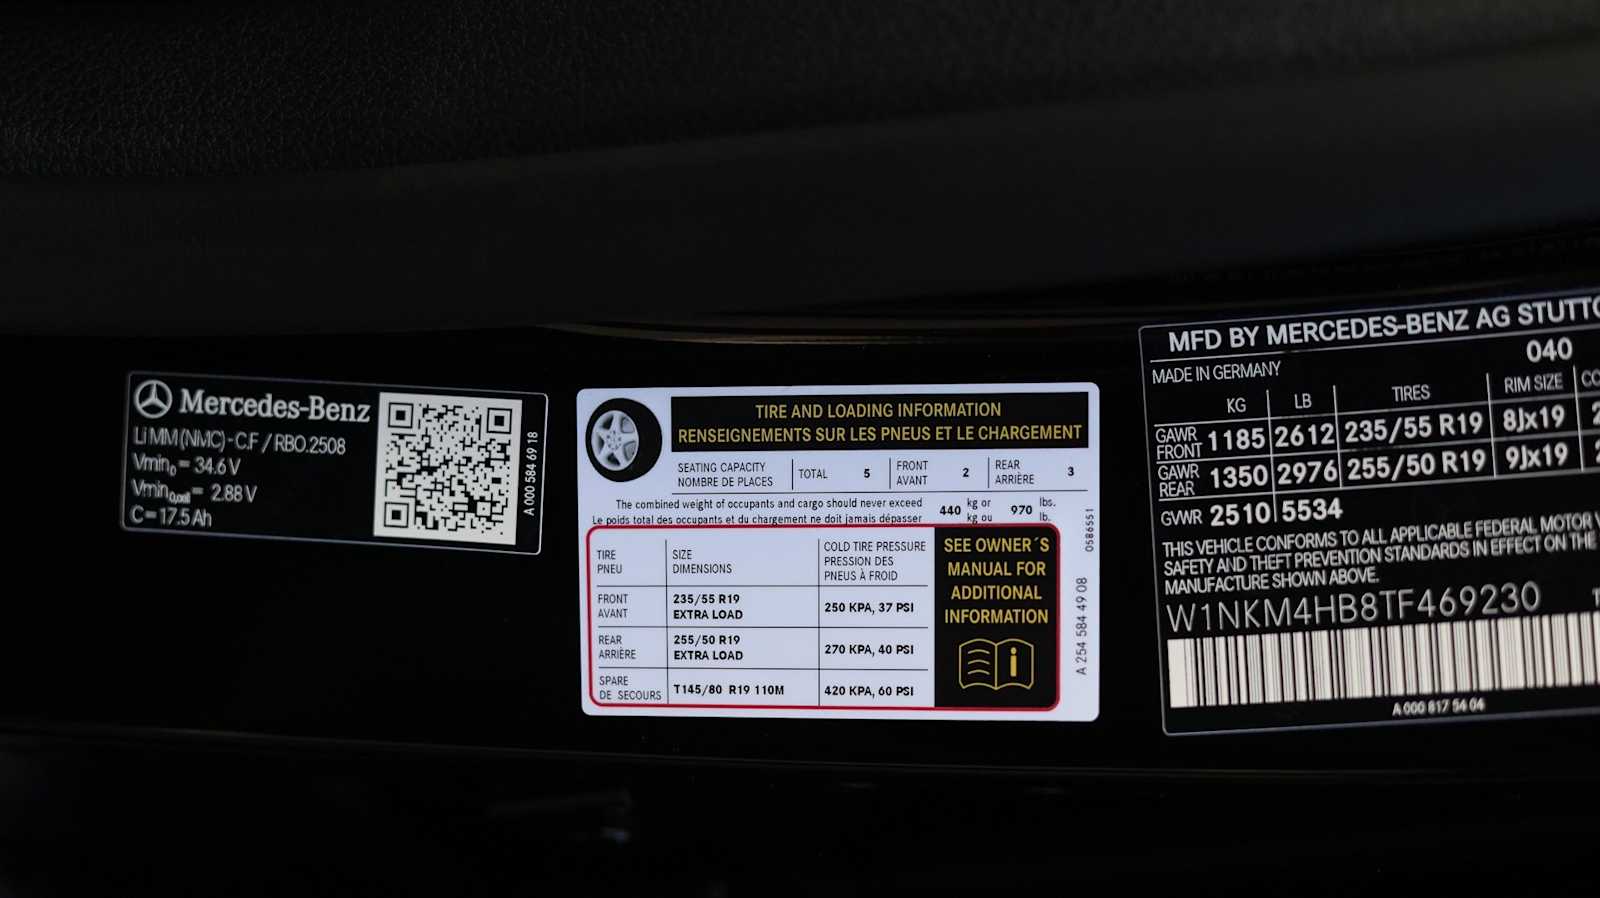 Mercedes-Benz
LiMM(NMC)-C.F / RBO.2508
Vmin0 = 34.6 V
Vmin0,cell = 2.88 V
C = 17.5 Ah
A 000 584 69 18
TIRE AND LOADING INFORMATION
RENSEIGNEMENTS SUR LES PNEUS ET LE CHARGEMENT
SEATING CAPACITY TOTAL 5 FRONT 2 REAR 3
NOMBRE DE PLACES AVANT ARRIÈRE
The combined weight of occupants and cargo should never exceed 440 kg or 970 lbs.
Le poids total des occupants et du chargement ne doit jamais dépasser kg ou lb.
TIRE SIZE COLD TIRE PRESSURE
PNEU DIMENSIONS PRESSION DES
PNEUS À FROID
FRONT 235/55 R19 250 KPA, 37 PSI
AVANT EXTRA LOAD
REAR 255/50 R19 270 KPA, 40 PSI
ARRIÈRE EXTRA LOAD
SPARE T145/80 R19 110M 420 KPA, 60 PSI
DE SECOURS
SEE OWNER´S
MANUAL FOR
ADDITIONAL
INFORMATION
0586551
A 254 584 49 08
MFD BY MERCEDES-BENZ AG
040
MADE IN GERMANY
KG LB TIRES RIM SIZE
GAWR FRONT 1185 2612 235/55 R19 8Jx19
GAWR REAR 1350 2976 255/50 R19 9Jx19
GVWR 2510 5534
THIS VEHICLE CONFORMS TO ALL APPLICABLE FEDERAL MOTOR
SAFETY AND THEFT PREVENTION STANDARDS IN EFFECT ON THE
MANUFACTURE SHOWN ABOVE.
W1NKM4HB8TF469230
A 000 817 54 04